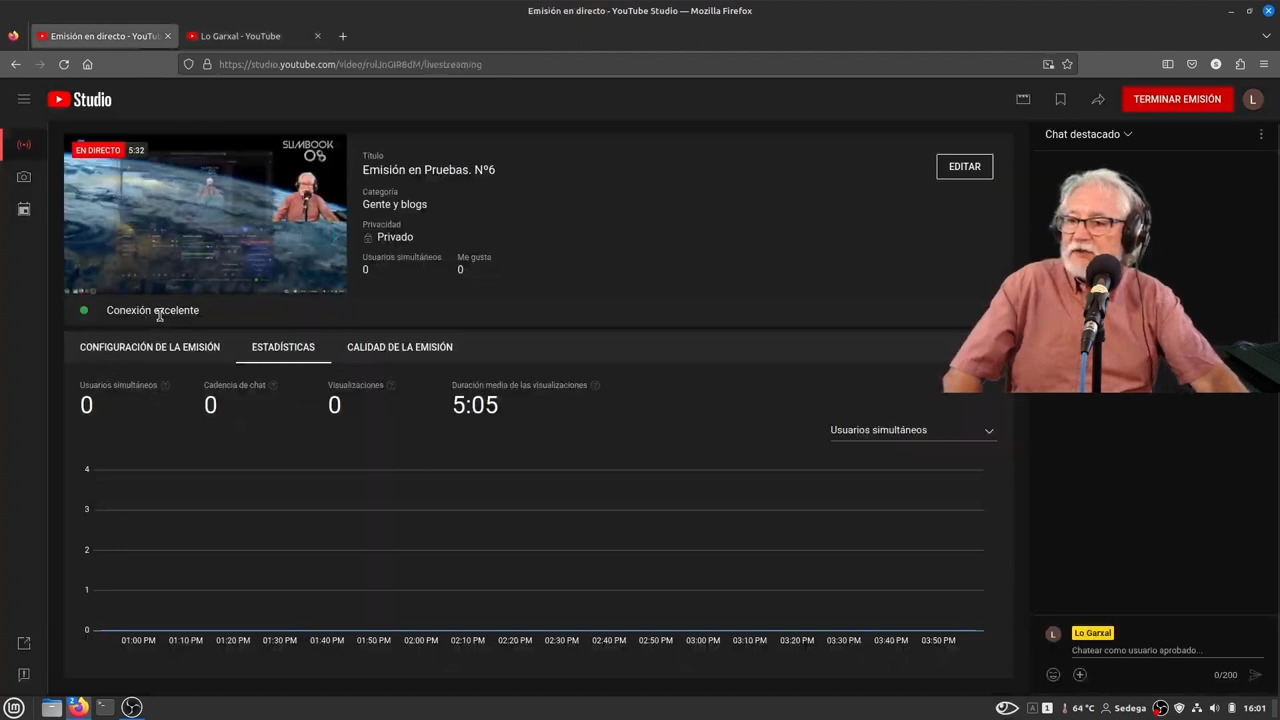 Emisión en directo - YouTube Studio — Mozilla Firefox
Emisión en directo - YouTub
Lo Garxal - YouTube
Studio
TERMINAR EMISIÓN
L
EN DIRECTO 5:32
SLIMBOOK
Título
Emisión en Pruebas. Nº6
EDITAR
Categoría
Gente y blogs
Privacidad
Privado
Usuarios simultáneos
Me gusta
0
0
Conexión excelente
CONFIGURACIÓN DE LA EMISIÓN
ESTADÍSTICAS
CALIDAD DE LA EMISIÓN
Usuarios simultáneos
Cadencia de chat
Visualizaciones
Duración media de las visualizaciones
0
0
0
5:05
Usuarios simultáneos
4
3
2
1
0
01:00 PM 01:10 PM 01:20 PM 01:30 PM 01:40 PM 01:50 PM 02:00 PM 02:10 PM 02:20 PM 02:30 PM 02:40 PM 02:50 PM 03:00 PM 03:10 PM 03:20 PM 03:30 PM 03:40 PM 03:50 PM
Chat destacado
L
Lo Garxal
Chatear como usuario aprobado...
0/200
2
A
1
64 °C
Sedega
16:01